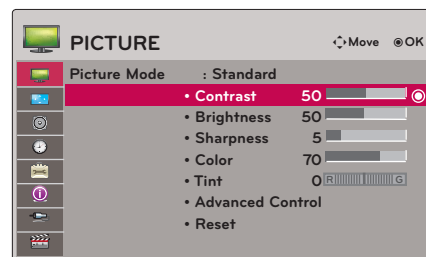 PICTURE Move OK
Picture Mode : Standard
• Contrast 50
• Brightness 50
• Sharpness 5
• Color 70
• Tint 0 R G
• Advanced Control
• Reset